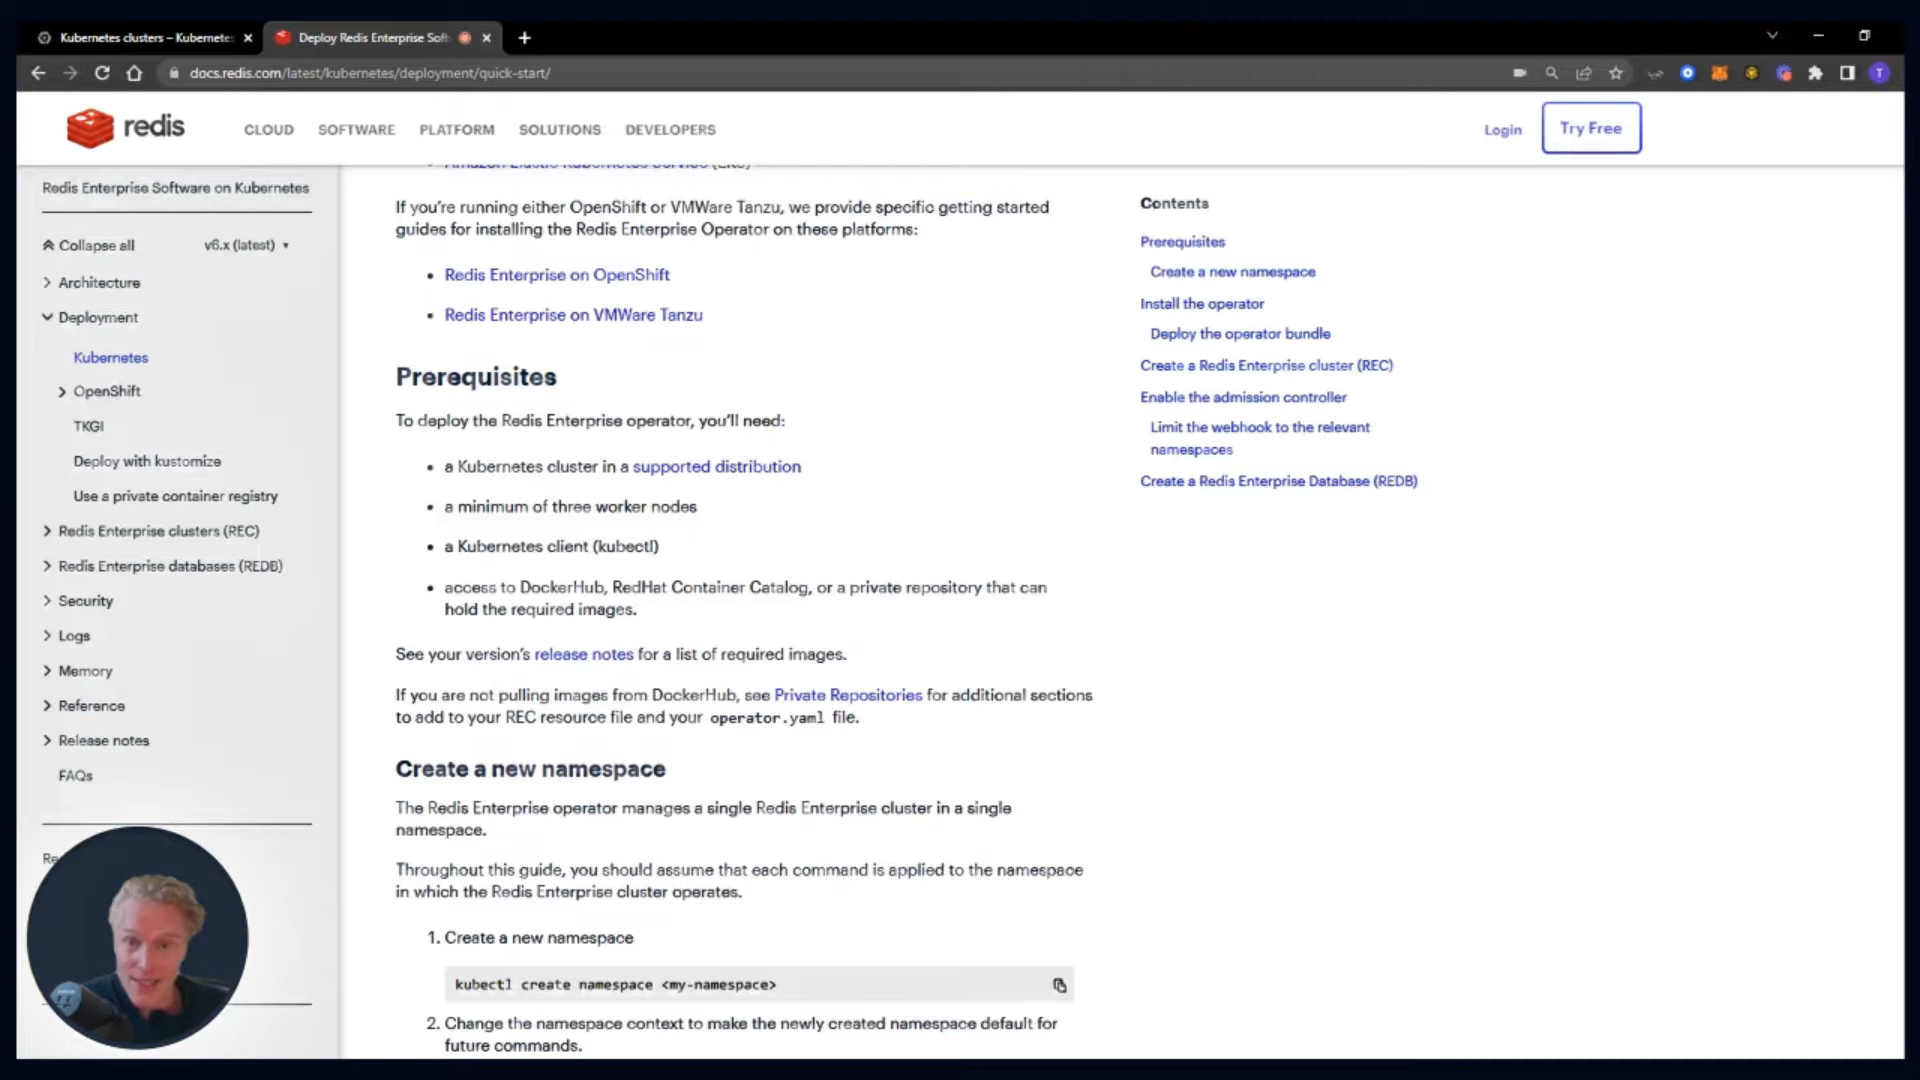 Kubernetes clusters – Kubernetes
Deploy Redis Enterprise Soft
docs.redis.com/latest/kubernetes/deployment/quick-start/
T
redis
CLOUD
SOFTWARE
PLATFORM
SOLUTIONS
DEVELOPERS
Login
Try Free
Redis Enterprise Software on Kubernetes
Collapse all
v6.x (latest)
Architecture
Deployment
Kubernetes
OpenShift
TKGI
Deploy with kustomize
Use a private container registry
Redis Enterprise clusters (REC)
Redis Enterprise databases (REDB)
Security
Logs
Memory
Reference
Release notes
FAQs
Re
Amazon Elastic Kubernetes Service (EKS)
If you're running either OpenShift or VMWare Tanzu, we provide specific getting started
guides for installing the Redis Enterprise Operator on these platforms:
• Redis Enterprise on OpenShift
• Redis Enterprise on VMWare Tanzu
Prerequisites
To deploy the Redis Enterprise operator, you'll need:
• a Kubernetes cluster in a supported distribution
• a minimum of three worker nodes
• a Kubernetes client (kubectl)
• access to DockerHub, RedHat Container Catalog, or a private repository that can
hold the required images.
See your version's release notes for a list of required images.
If you are not pulling images from DockerHub, see Private Repositories for additional sections
to add to your REC resource file and your operator.yaml file.
Create a new namespace
The Redis Enterprise operator manages a single Redis Enterprise cluster in a single
namespace.
Throughout this guide, you should assume that each command is applied to the namespace
in which the Redis Enterprise cluster operates.
1. Create a new namespace
kubectl create namespace <my-namespace>
2. Change the namespace context to make the newly created namespace default for
future commands.
Contents
Prerequisites
Create a new namespace
Install the operator
Deploy the operator bundle
Create a Redis Enterprise cluster (REC)
Enable the admission controller
Limit the webhook to the relevant
namespaces
Create a Redis Enterprise Database (REDB)